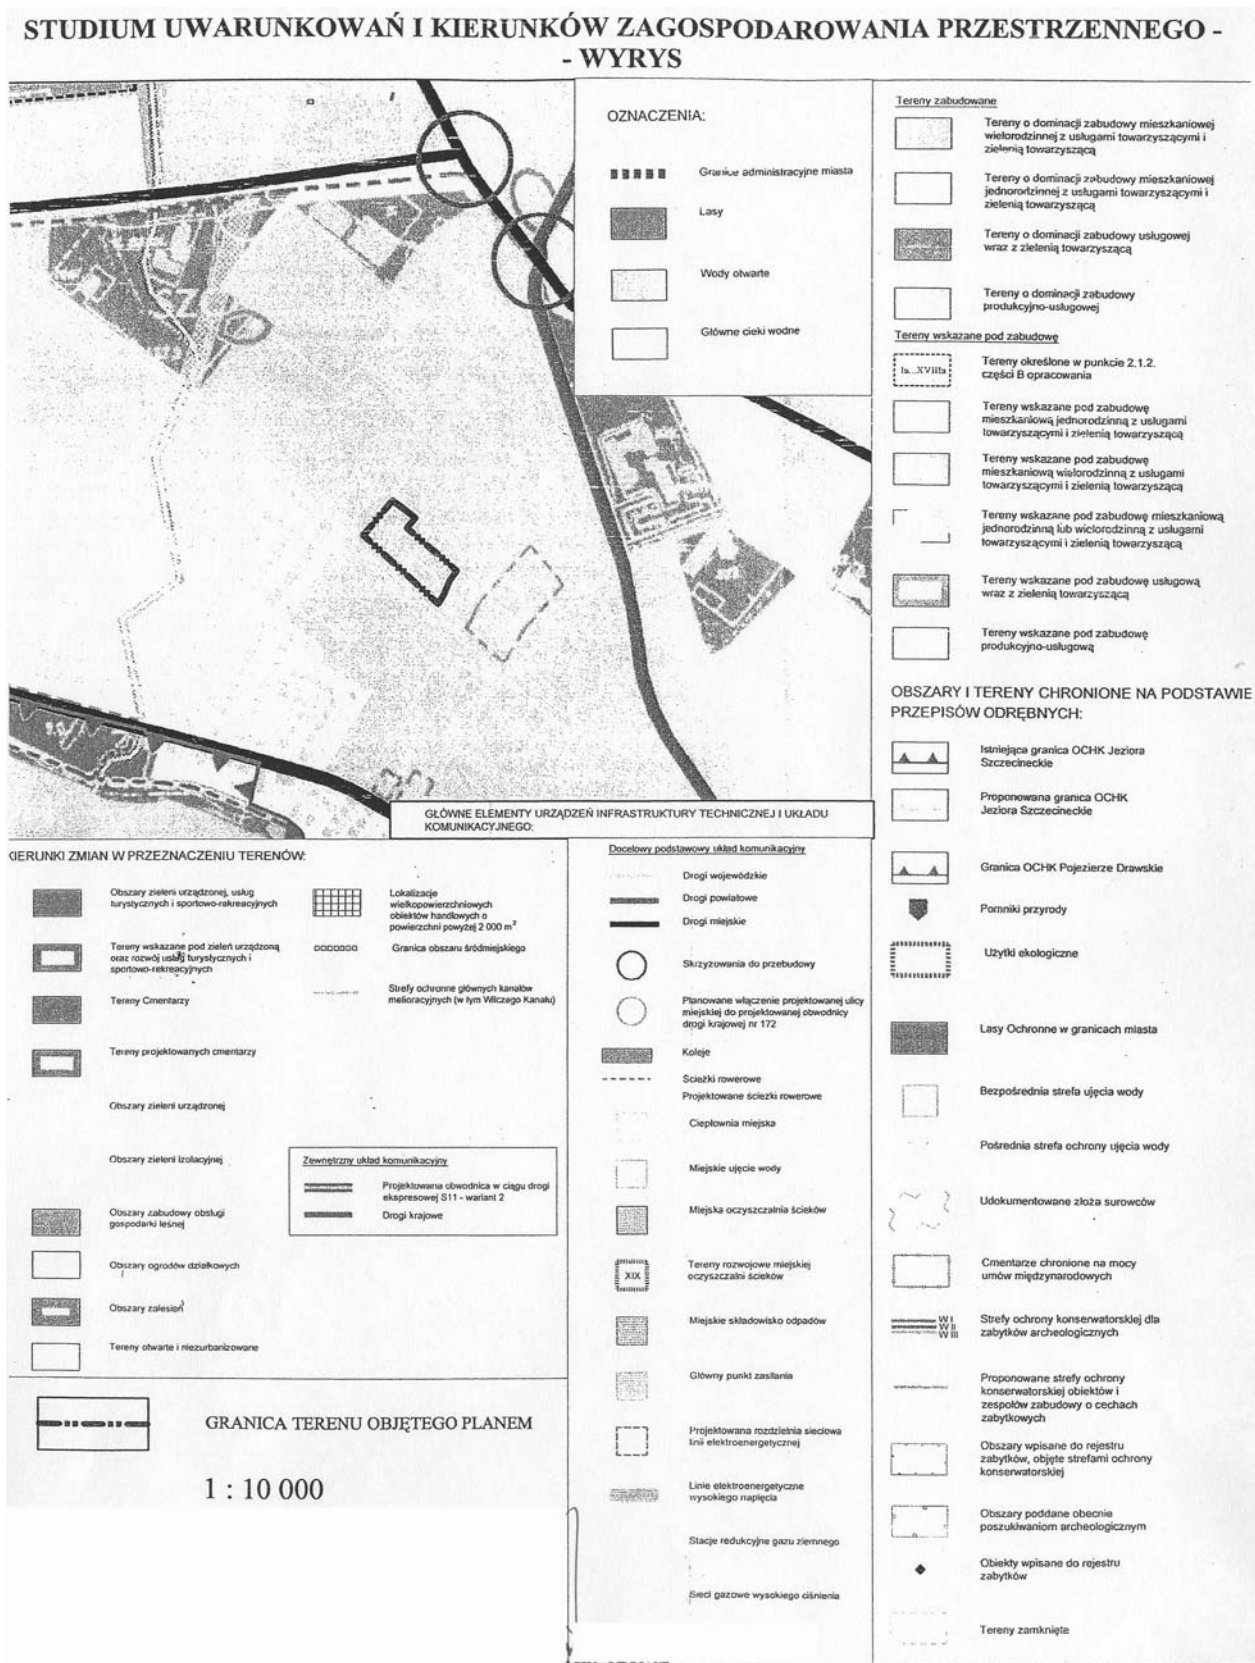 STUDIUM UWARUNKOWAŃ I KIERUNKÓW ZAGOSPODAROWANIA PRZESTRZENNEGO -
- WYRYS
OZNACZENIA:
Granice administracyjne miasta
Lasy
Wody otwarte
Główne cieki wodne
Tereny zabudowane
Tereny o dominacji zabudowy mieszkaniowej
wielorodzinnej z usługami towarzyszącymi i
zielenią towarzyszącą
Tereny o dominacji zabudowy mieszkaniowej
jednorodzinnej z usługami towarzyszącymi i
zielenią towarzyszącą
Tereny o dominacji zabudowy usługowej
wraz z zielenią towarzyszącą
Tereny o dominacji zabudowy
produkcyjno-usługowej
Tereny wskazane pod zabudowę
Ia...XVIIIa
Tereny określone w punkcie 2.1.2.
części B opracowania
Tereny wskazane pod zabudowę
mieszkaniową jednorodzinną z usługami
towarzyszącymi i zielenią towarzyszącą
Tereny wskazane pod zabudowę
mieszkaniową wielorodzinną z usługami
towarzyszącymi i zielenią towarzyszącą
Tereny wskazane pod zabudowę mieszkaniową
jednorodzinną lub wielorodzinną z usługami
towarzyszącymi i zielenią towarzyszącą
Tereny wskazane pod zabudowę usługową
wraz z zielenią towarzyszącą
Tereny wskazane pod zabudowę
produkcyjno-usługową
OBSZARY I TERENY CHRONIONE NA PODSTAWIE
PRZEPISÓW ODRĘBNYCH:
Istniejąca granica OCHK Jeziora
Szczecineckie
Proponowana granica OCHK
Jeziora Szczecineckie
Granica OCHK Pojezierze Drawskie
Pomniki przyrody
Użytki ekologiczne
Lasy Ochronne w granicach miasta
Bezpośrednia strefa ujęcia wody
Pośrednia strefa ochrony ujęcia wody
Udokumentowane złoża surowców
Cmentarze chronione na mocy
umów międzynarodowych
W I
W II
W III
Strefy ochrony konserwatorskiej dla
zabytków archeologicznych
Proponowane strefy ochrony
konserwatorskiej obiektów i
zespołów zabudowy o cechach
zabytkowych
Obszary wpisane do rejestru
zabytków, objęte strefami ochrony
konserwatorskiej
Obszary poddane obecnie
poszukiwaniom archeologicznym
Obiekty wpisane do rejestru
zabytków
Tereny zamknięte
GŁÓWNE ELEMENTY URZĄDZEŃ INFRASTRUKTURY TECHNICZNEJ I UKŁADU
KOMUNIKACYJNEGO:
Docelowy podstawowy układ komunikacyjny
Drogi wojewódzkie
Drogi powiatowe
Drogi miejskie
Skrzyżowania do przebudowy
Planowane włączenie projektowanej ulicy
miejskiej do projektowanej obwodnicy
drogi krajowej nr 172
Koleje
Ścieżki rowerowe
Projektowane ścieżki rowerowe
Ciepłownia miejska
Miejskie ujęcie wody
Miejska oczyszczalnia ścieków
XIX
Tereny rozwojowe miejskiej
oczyszczalni ścieków
Miejskie składowisko odpadów
Główny punkt zasilania
Projektowana rozdzielnia sieciowa
linii elektroenergetycznej
Linie elektroenergetyczne
wysokiego napięcia
Stacje redukcyjne gazu ziemnego
Sieci gazowe wysokiego ciśnienia
KIERUNKI ZMIAN W PRZEZNACZENIU TERENÓW:
Obszary zieleni urządzonej, usług
turystycznych i sportowo-rekreacyjnych
Tereny wskazane pod zieleń urządzoną
oraz rozwój usług turystycznych i
sportowo-rekreacyjnych
Tereny Cmentarzy
Tereny projektowanych cmentarzy
Obszary zieleni urządzonej
Obszary zieleni izolacyjnej
Obszary zabudowy obsługi
gospodarki leśnej
Obszary ogrodów działkowych
Obszary zalesień
Tereny otwarte i niezurbanizowane
Lokalizacje
wielkopowierzchniowych
obiektów handlowych o
powierzchni powyżej 2 000 m²
Granica obszaru śródmiejskiego
Strefy ochronne głównych kanałów
melioracyjnych (w tym Wilczego Kanału)
Zewnętrzny układ komunikacyjny
Projektowana obwodnica w ciągu drogi
ekspresowej S11 - wariant 2
Drogi krajowe
GRANICA TERENU OBJĘTEGO PLANEM
1 : 10 000